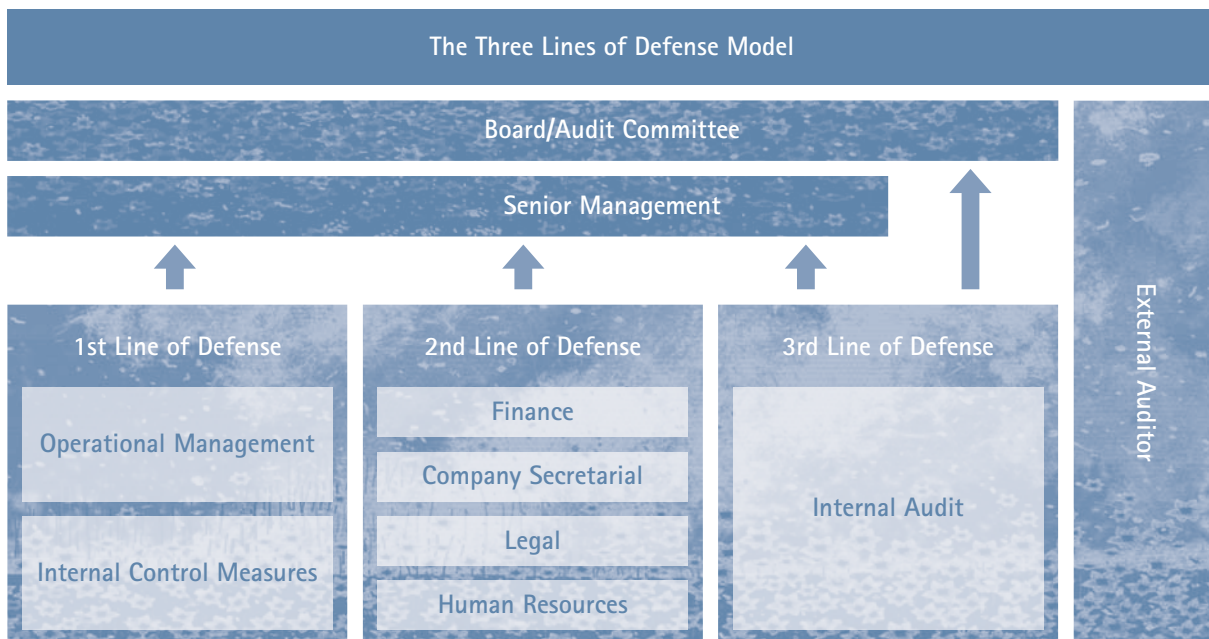 The Three Lines of Defense Model
Board/Audit Committee
Senior Management
1st Line of Defense
Operational Management
Internal Control Measures
2nd Line of Defense
Finance
Company Secretarial
Legal
Human Resources
3rd Line of Defense
Internal Audit
External Auditor